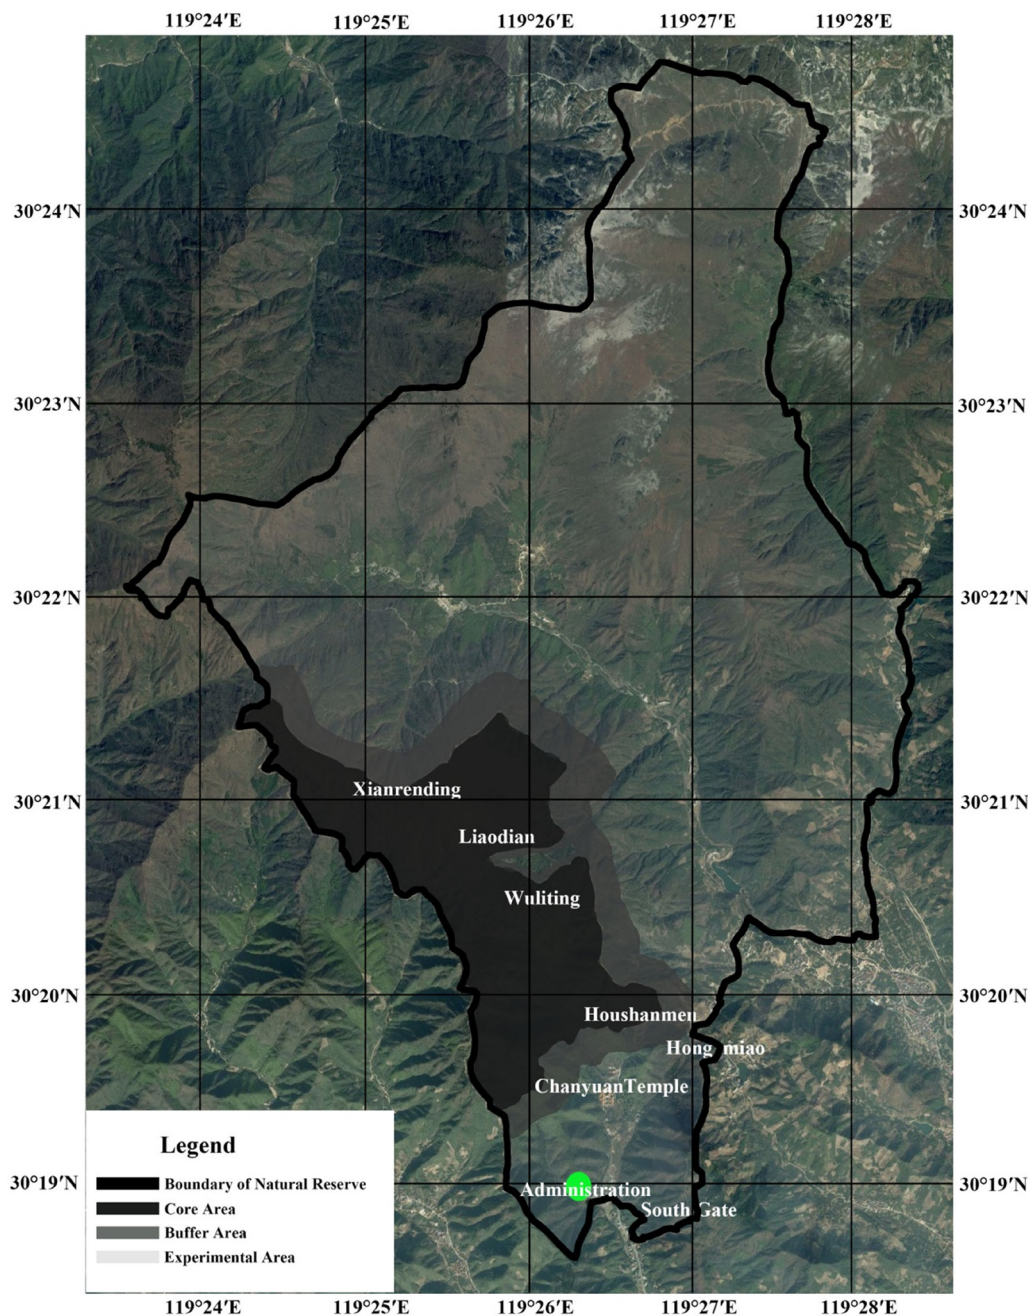 119°24′E 119°25′E 119°26′E 119°27′E 119°28′E
30°24′N 30°24′N
30°23′N 30°23′N
30°22′N 30°22′N
Xianrending
30°21′N 30°21′N
Liaodian
Wuliting
30°20′N 30°20′N
Houshanmen
Hong miao
ChanyuanTemple
Legend
Boundary of Natural Reserve
Core Area
Buffer Area
Experimental Area
30°19′N 30°19′N
Administration
South Gate
119°24′E 119°25′E 119°26′E 119°27′E 119°28′E